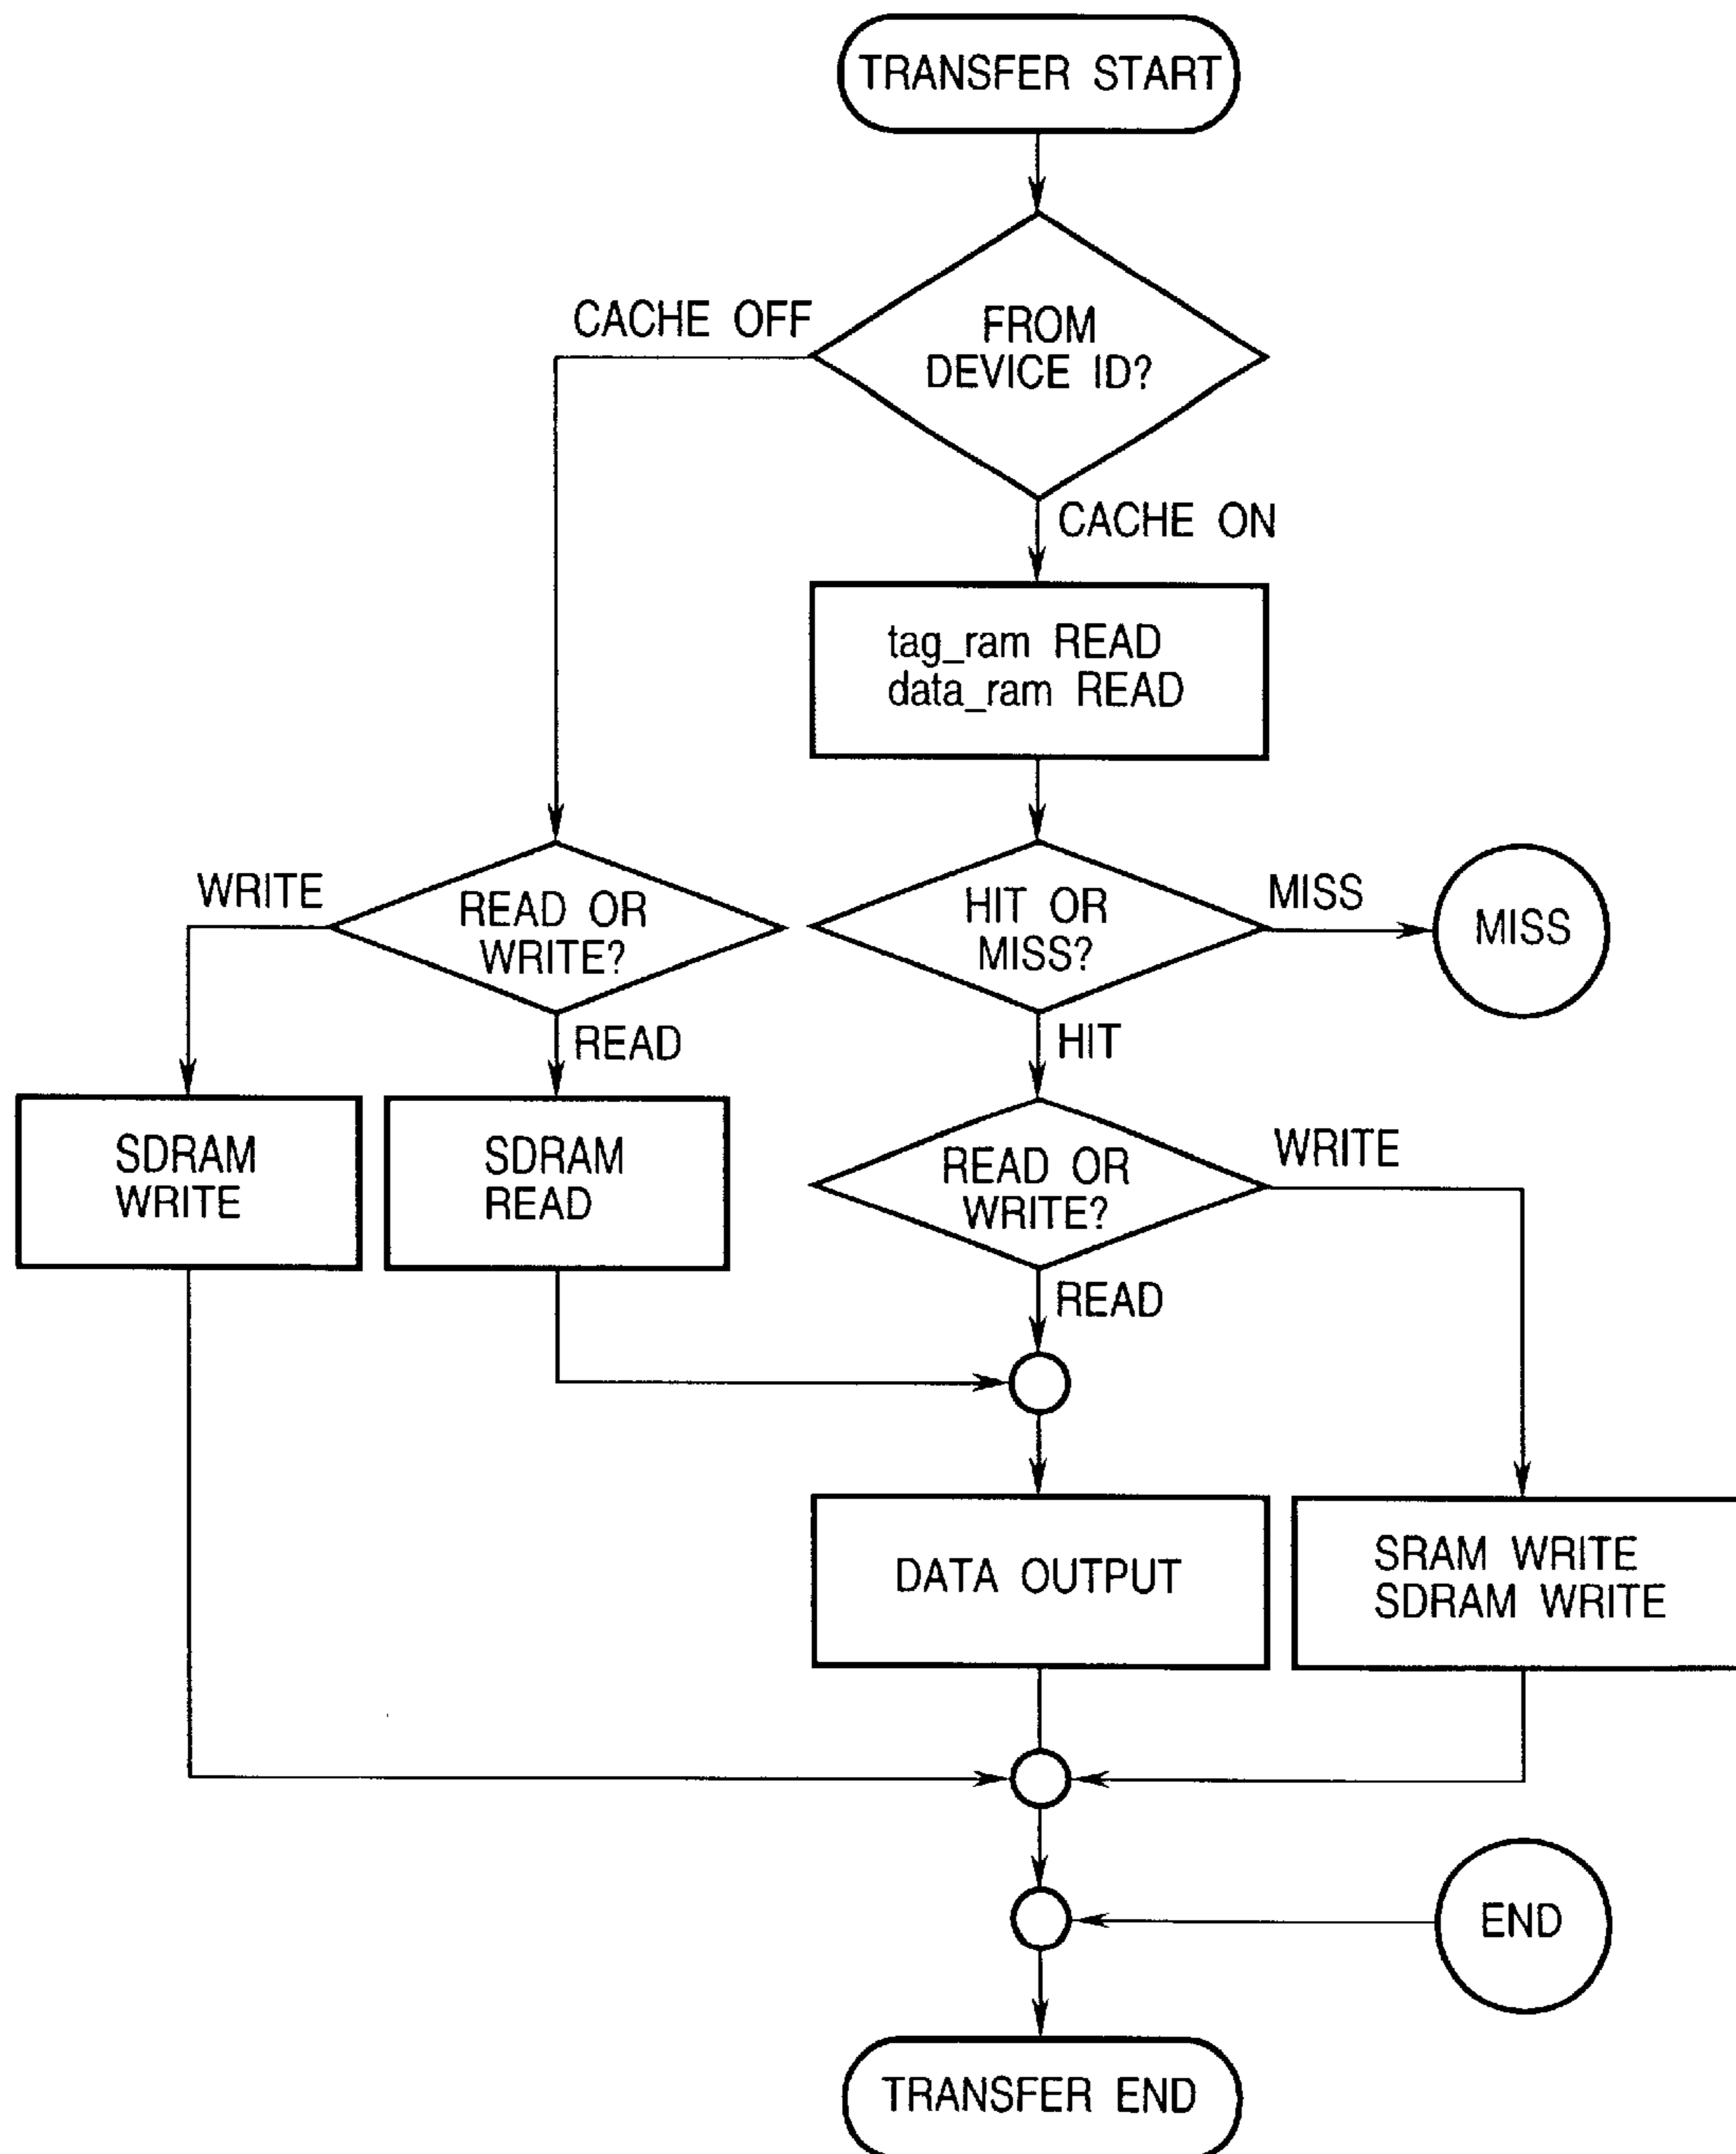 TRANSFER START
CACHE OFF
FROM
DEVICE ID?
CACHE ON
tag_ram READ
data_ram READ
WRITE
READ OR
WRITE?
HIT OR
MISS?
MISS
MISS
READ
HIT
SDRAM
WRITE
SDRAM
READ
READ OR
WRITE?
WRITE
READ
DATA OUTPUT
SRAM WRITE
SDRAM WRITE
END
TRANSFER END